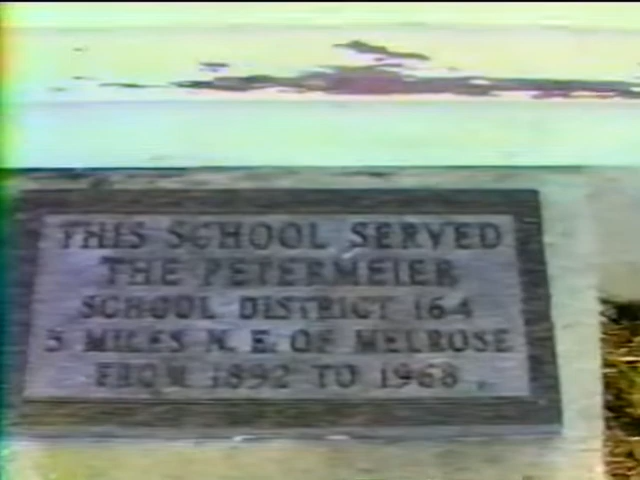 THIS SCHOOL SERVED
THE PETERMEIER
SCHOOL DISTRICT 164
5 MILES N. E. OF MELROSE
FROM 1892 TO 1968